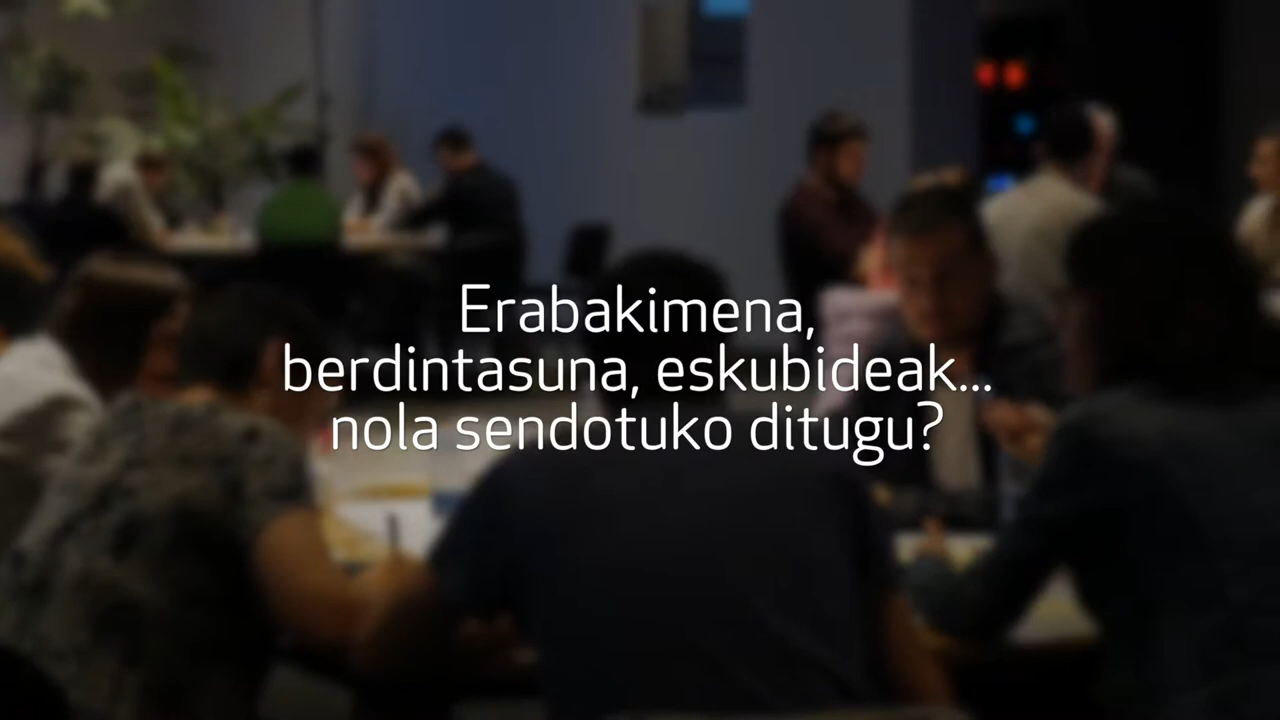 Erabakimena,
berdintasuna, eskubideak...
nola sendotuko ditugu?